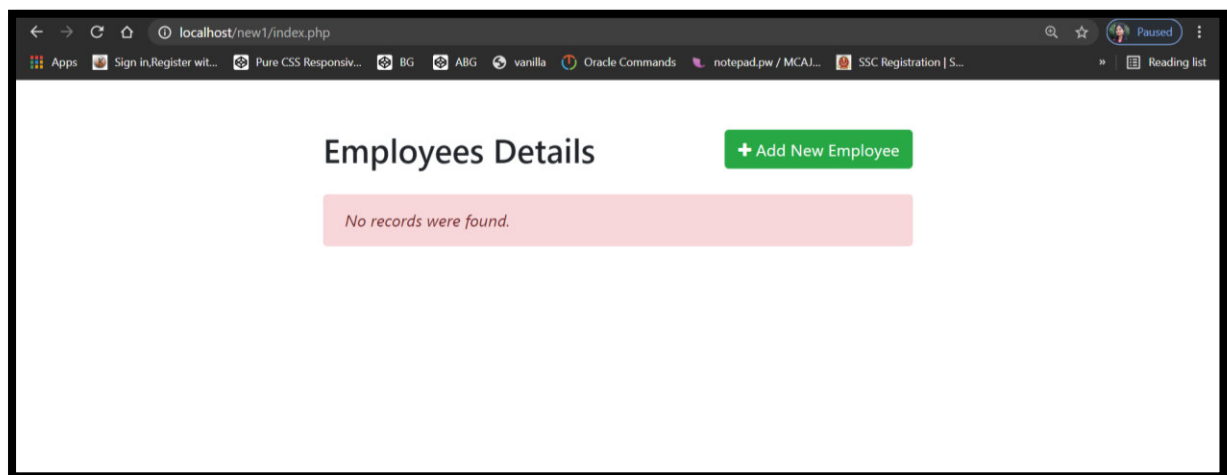 localhost/new1/index.php
Paused
Apps
Sign in,Register wit...
Pure CSS Responsiv...
BG
ABG
vanilla
Oracle Commands
notepad.pw / MCAJ...
SSC Registration | S...
»
Reading list
Employees Details
+ Add New Employee
No records were found.